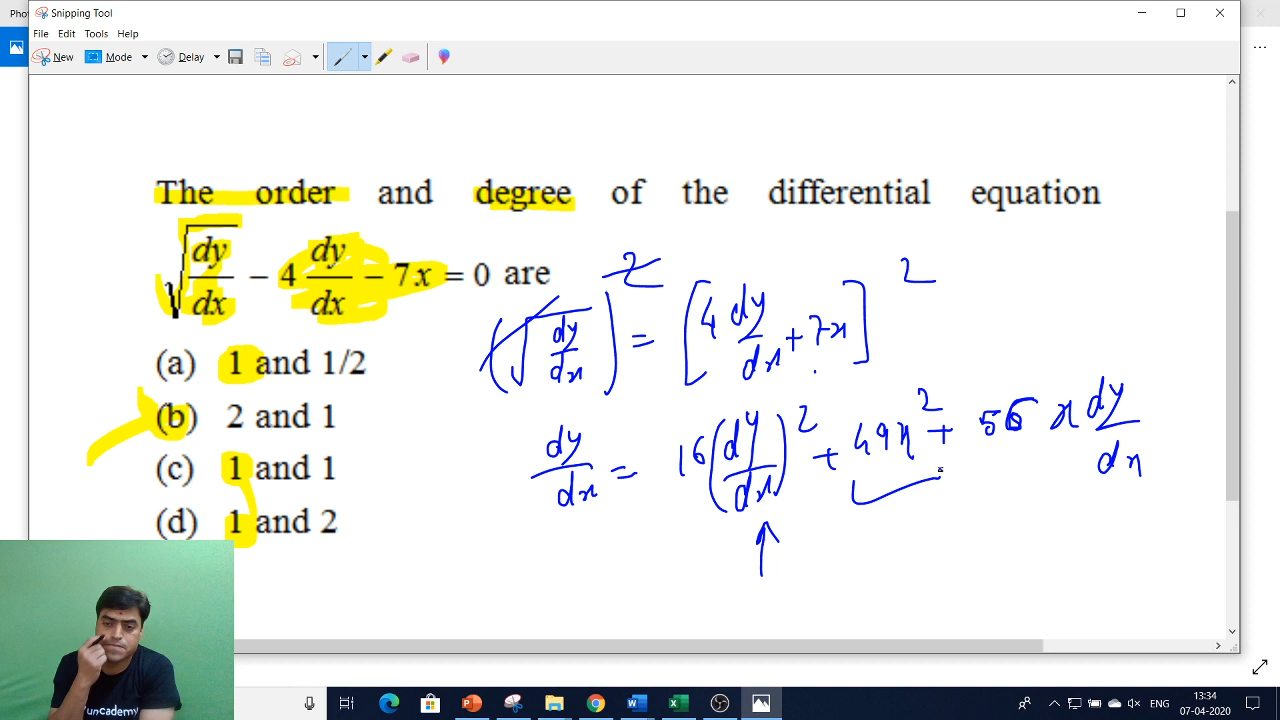 Pho
Snipping Tool
File Edit Tools Help
New Mode Delay
The order and degree of the differential equation
√(dy/dx) − 4 dy/dx − 7x = 0 are
(a) 1 and 1/2
(b) 2 and 1
(c) 1 and 1
(d) 1 and 2
(√(dy/dx))² = [4 dy/dx + 7x]²
dy/dx = 16(dy/dx)² + 49x² + 56 x dy/dx
unacademy
ENG
13:34
07-04-2020